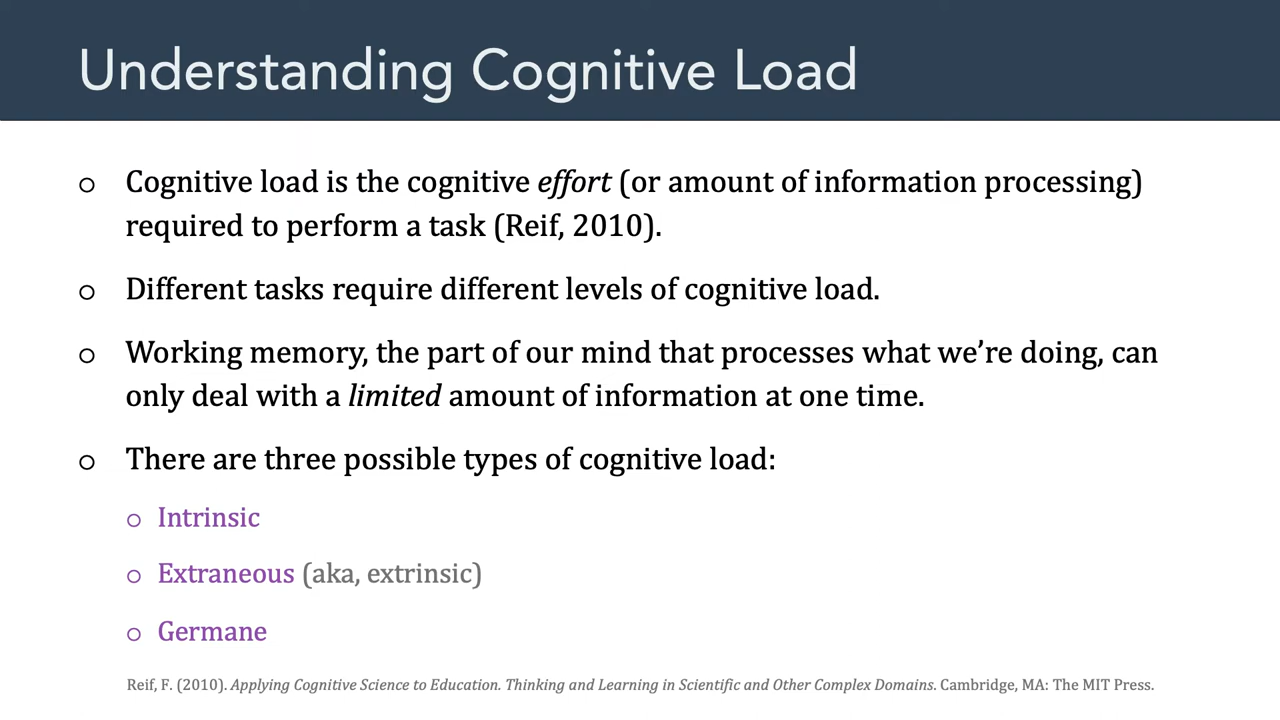 Understanding Cognitive Load
○ Cognitive load is the cognitive effort (or amount of information processing)
required to perform a task (Reif, 2010).
○ Different tasks require different levels of cognitive load.
○ Working memory, the part of our mind that processes what we’re doing, can
only deal with a limited amount of information at one time.
○ There are three possible types of cognitive load:
○ Intrinsic
○ Extraneous (aka, extrinsic)
○ Germane
Reif, F. (2010). Applying Cognitive Science to Education. Thinking and Learning in Scientific and Other Complex Domains. Cambridge, MA: The MIT Press.